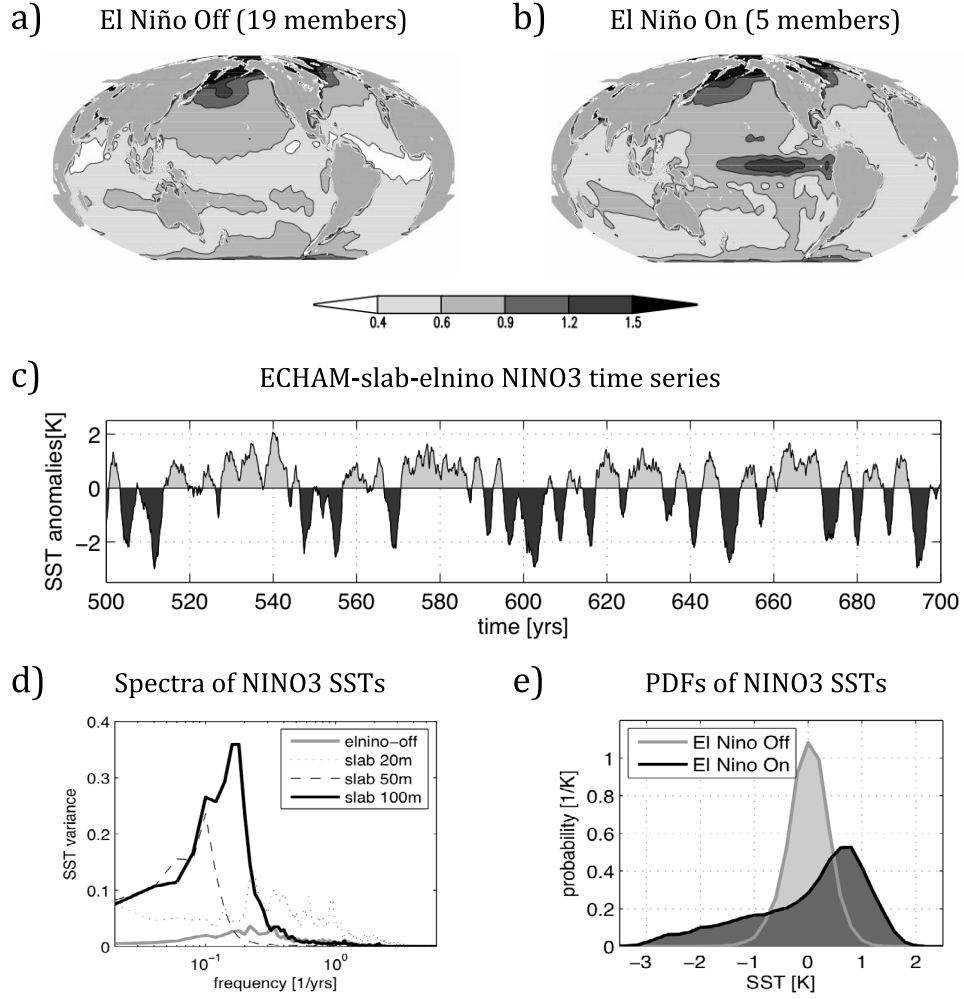 a) El Niño Off (19 members)
b) El Niño On (5 members)
0.4 0.6 0.9 1.2 1.5
c) ECHAM-slab-elnino NINO3 time series
SST anomalies[K]
2
0
−2
500 520 540 560 580 600 620 640 660 680 700
time [yrs]
d) Spectra of NINO3 SSTs
SST variance
0.4
0.3
0.2
0.1
0
elnino−off
slab 20m
slab 50m
slab 100m
10⁻¹ 10⁰
frequency [1/yrs]
e) PDFs of NINO3 SSTs
probability [1/K]
1
0.8
0.6
0.4
0.2
0
El Nino Off
El Nino On
−3 −2 −1 0 1 2
SST [K]